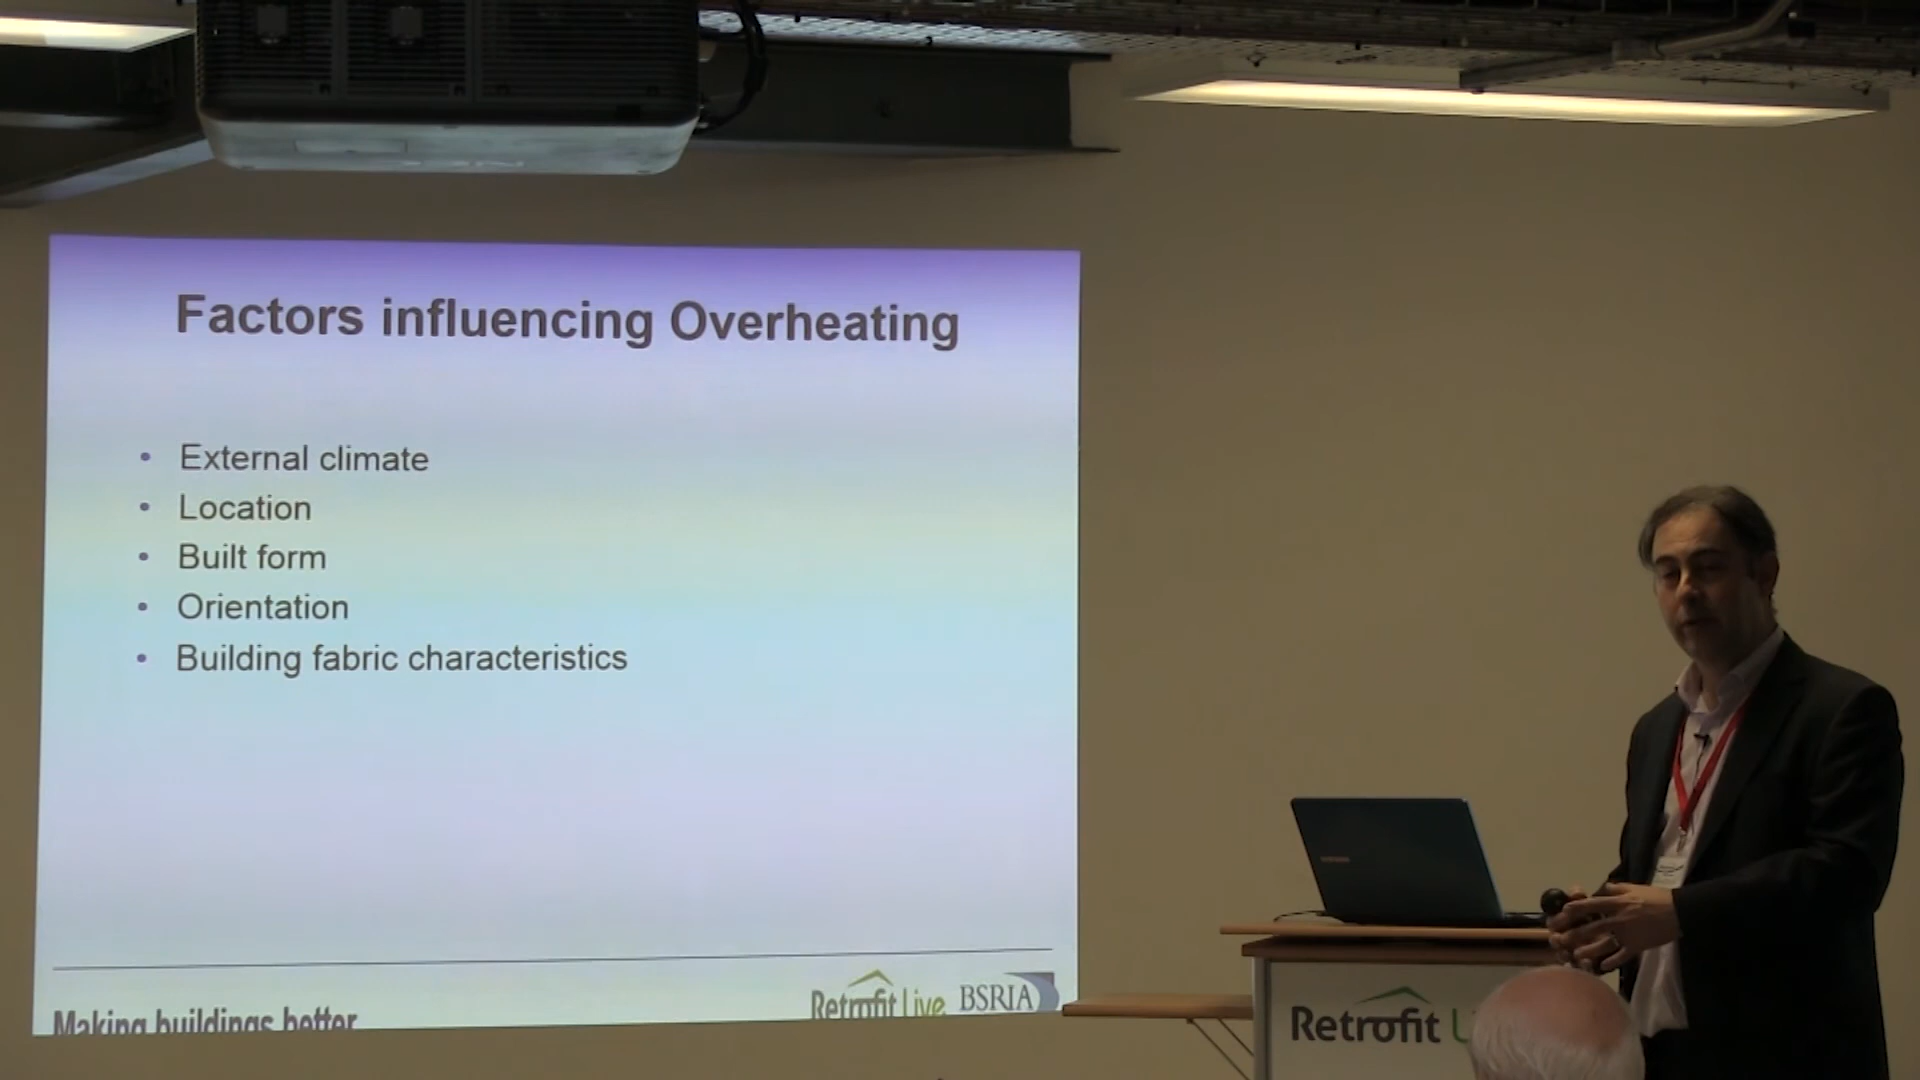 Factors influencing Overheating
• External climate
• Location
• Built form
• Orientation
• Building fabric characteristics
Making buildings better
Retrofit Live
BSRIA
Retrofit L